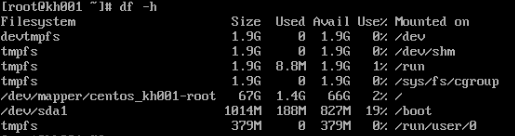 [root@kh001 ~]# df -h
Filesystem Size Used Avail Use% Mounted on
devtmpfs 1.9G 0 1.9G 0% /dev
tmpfs 1.9G 0 1.9G 0% /dev/shm
tmpfs 1.9G 8.8M 1.9G 1% /run
tmpfs 1.9G 0 1.9G 0% /sys/fs/cgroup
/dev/mapper/centos_kh001-root 67G 1.4G 66G 2% /
/dev/sda1 1014M 188M 827M 19% /boot
tmpfs 379M 0 379M 0% /run/user/0